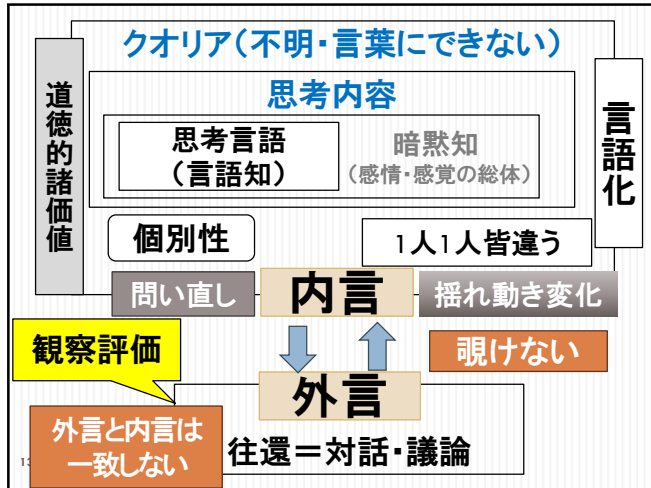 クオリア（不明・言葉にできない）
道徳的諸価値
思考内容
言語化
思考言語
（言語知）
暗黙知
（感情・感覚の総体）
個別性
1人1人皆違う
問い直し
内言
揺れ動き変化
観察評価
覗けない
外言
外言と内言は
一致しない
往還＝対話・議論